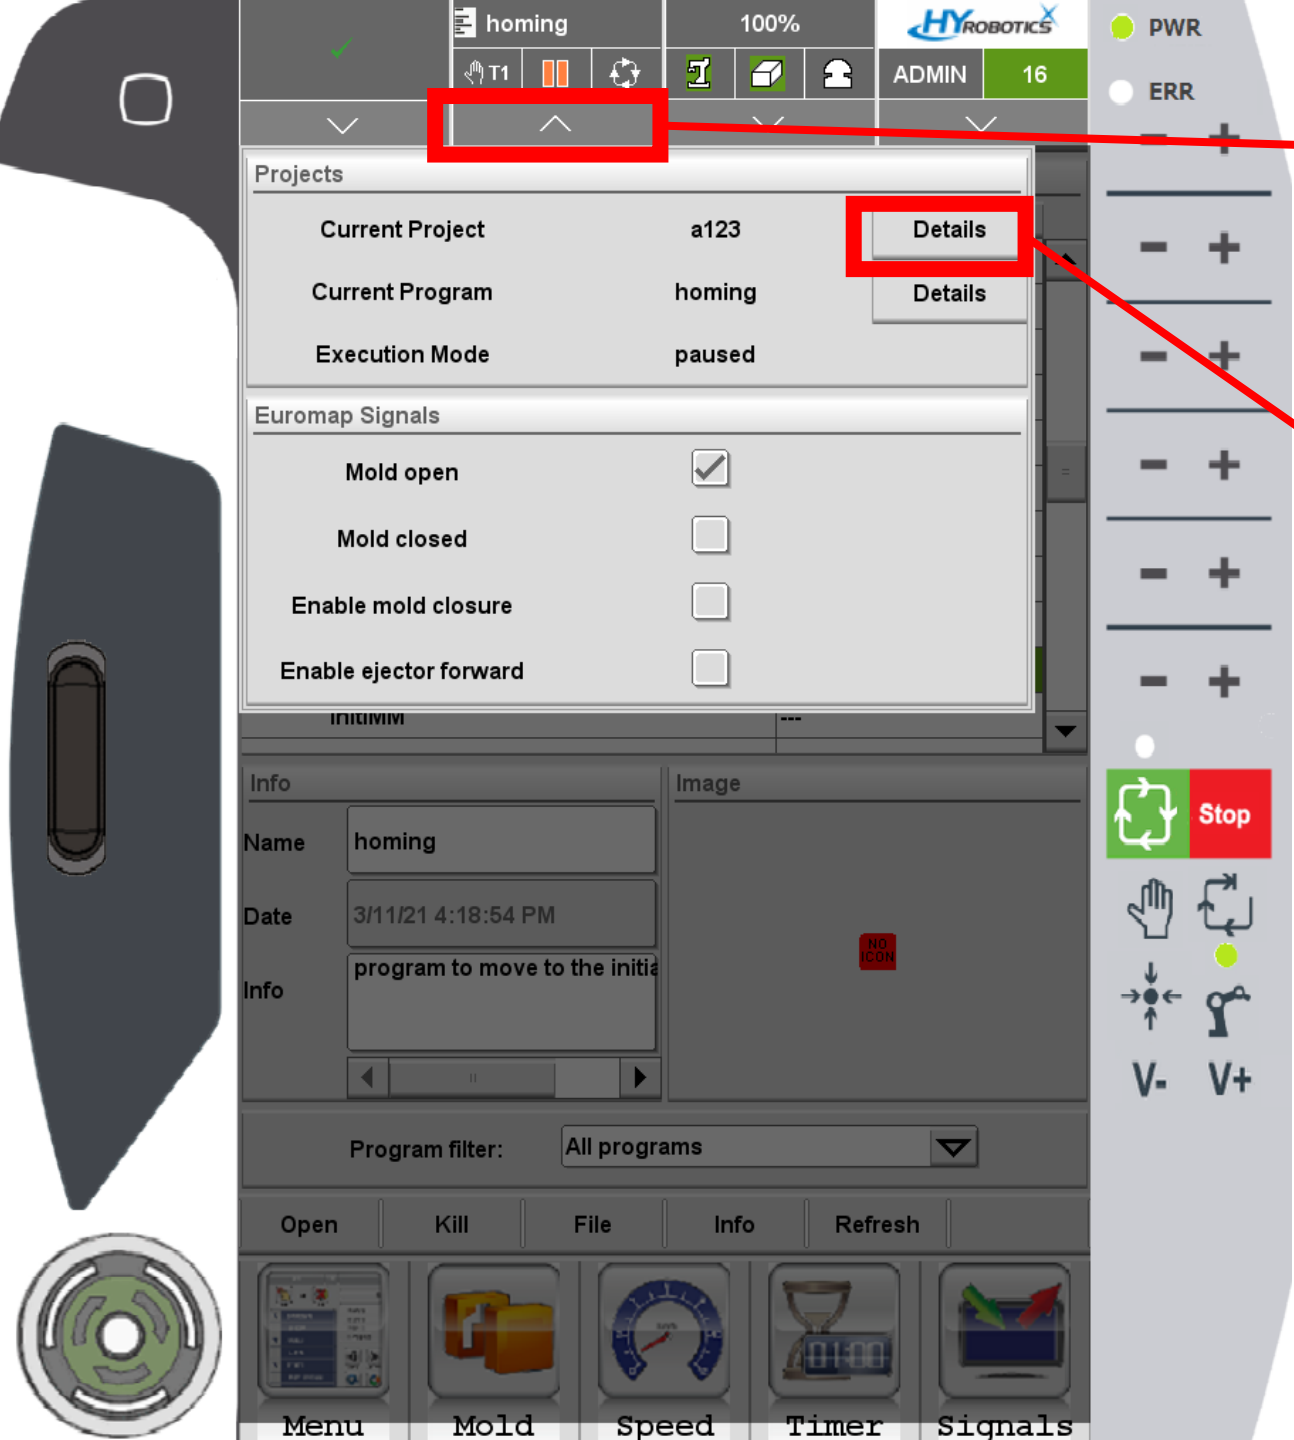 homing
100%
HYROBOTICS
PWR
T1
ADMIN
16
ERR
Projects
Current Project
a123
Details
Current Program
homing
Details
Execution Mode
paused
Euromap Signals
Mold open
Mold closed
Enable mold closure
Enable ejector forward
InitIMM
---
Info
Image
Name
homing
Date
3/11/21 4:18:54 PM
Info
program to move to the initia
NO
ICON
Program filter:
All programs
Open
Kill
File
Info
Refresh
Menu
Mold
Speed
Timer
Signals
01:00
- +
- +
- +
- +
- +
- +
Stop
V-
V+